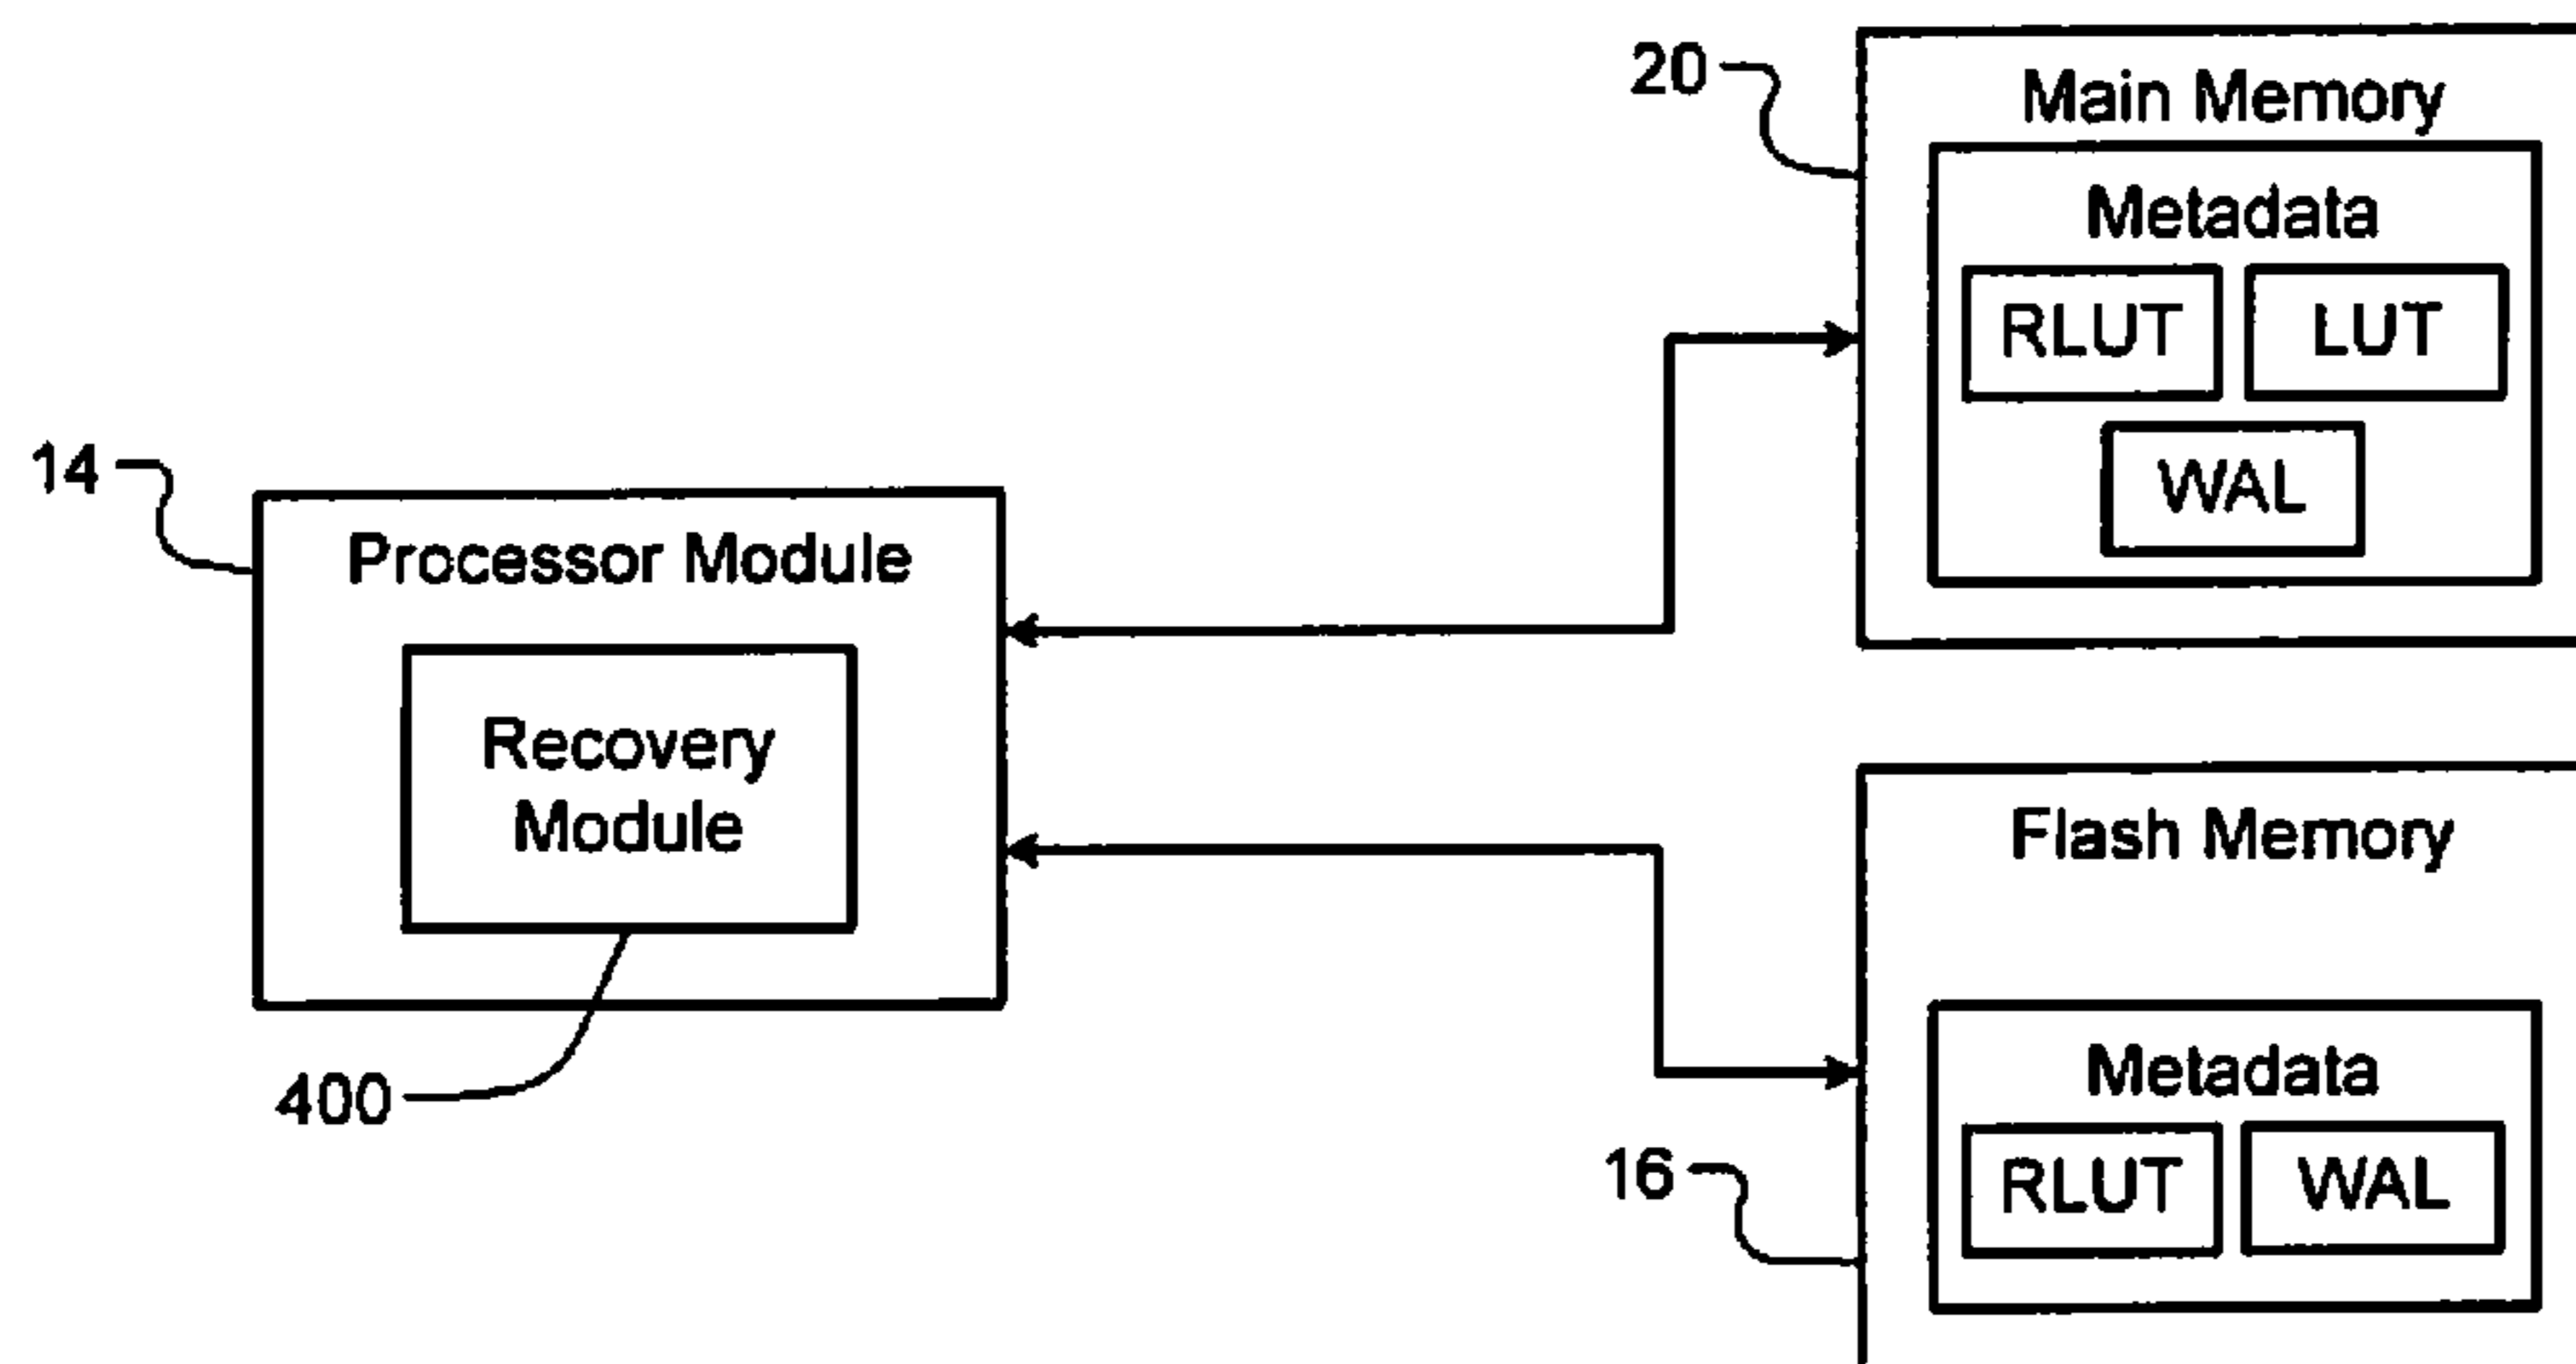 20
Main Memory
Metadata
RLUT
LUT
WAL
14
Processor Module
Recovery
Module
400
Flash Memory
Metadata
RLUT
WAL
16